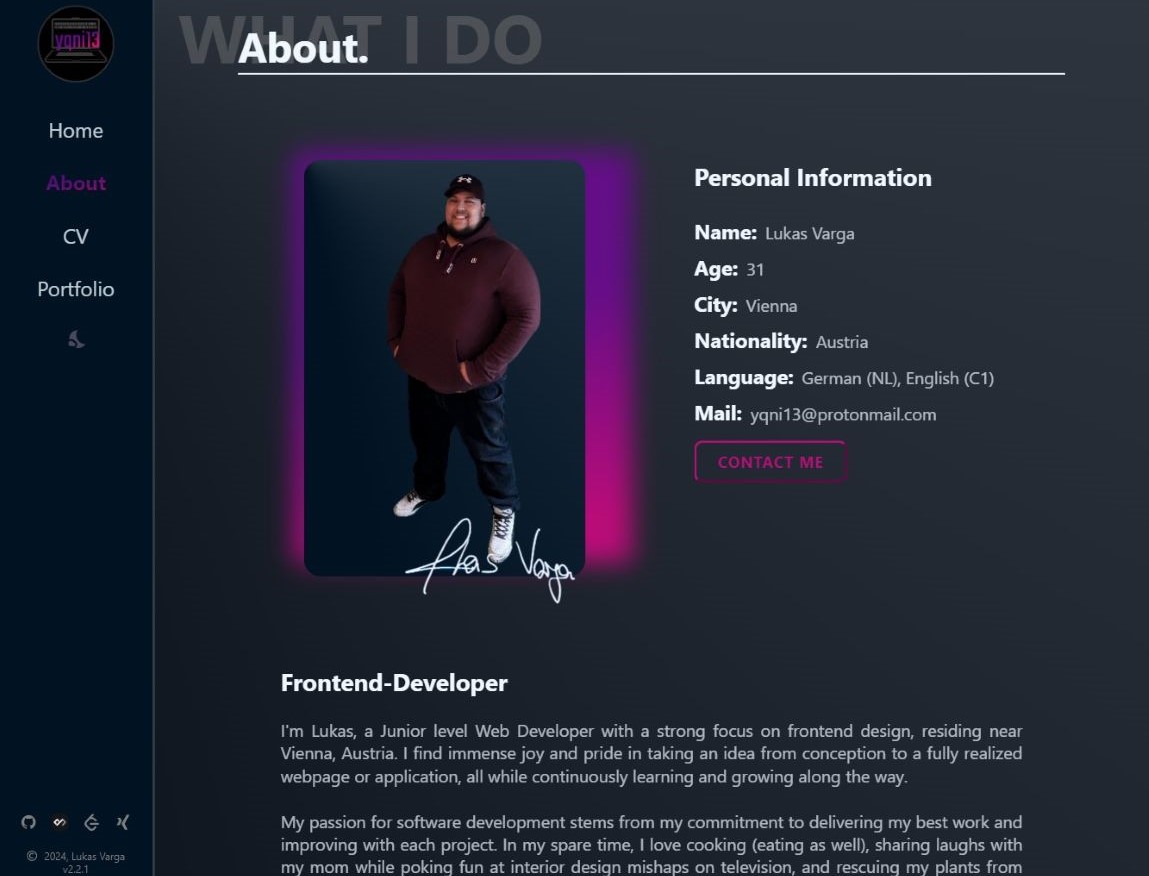 yqni13
Home
About
CV
Portfolio
© 2024, Lukas Varga
v2.2.1
WHAT I DO
About.
Lukas Varga
Personal Information
Name: Lukas Varga
Age: 31
City: Vienna
Nationality: Austria
Language: German (NL), English (C1)
Mail: yqni13@protonmail.com
CONTACT ME
Frontend-Developer
I'm Lukas, a Junior level Web Developer with a strong focus on frontend design, residing near
Vienna, Austria. I find immense joy and pride in taking an idea from conception to a fully realized
webpage or application, all while continuously learning and growing along the way.
My passion for software development stems from my commitment to delivering my best work and
improving with each project. In my spare time, I love cooking (eating as well), sharing laughs with
my mom while poking fun at interior design mishaps on television, and rescuing my plants from